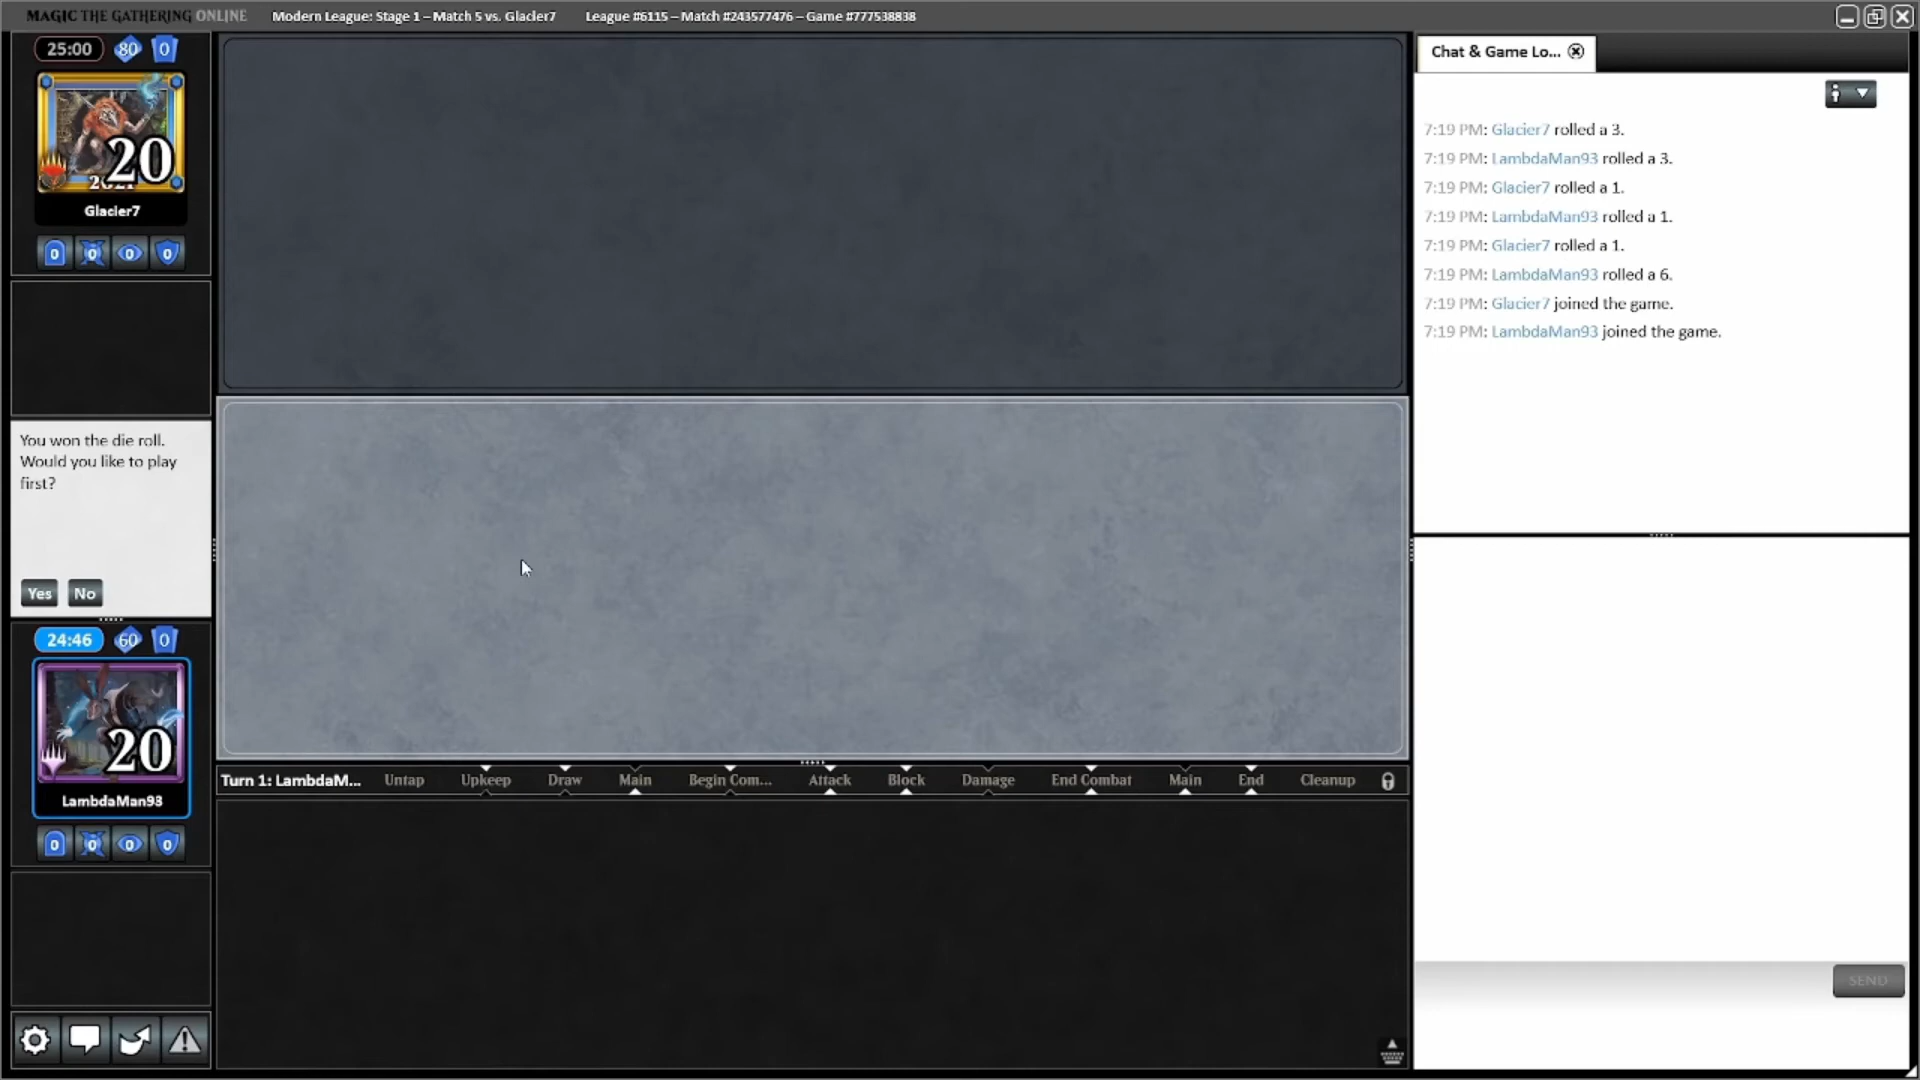 MAGIC THE GATHERING ONLINE
Modern League: Stage 1 – Match 5 vs. Glacier7
League #6115 – Match #243577476 – Game #777538838
25:00 80 0
20
2021
Glacier7
0 0 0 0
You won the die roll.
Would you like to play
first?
Yes No
24:46 60 0
20
LambdaMan93
0 0 0 0
Turn 1: LambdaM... Untap Upkeep Draw Main Begin Com... Attack Block Damage End Combat Main End Cleanup
Chat & Game Lo...
7:19 PM: Glacier7 rolled a 3.
7:19 PM: LambdaMan93 rolled a 3.
7:19 PM: Glacier7 rolled a 1.
7:19 PM: LambdaMan93 rolled a 1.
7:19 PM: Glacier7 rolled a 1.
7:19 PM: LambdaMan93 rolled a 6.
7:19 PM: Glacier7 joined the game.
7:19 PM: LambdaMan93 joined the game.
SEND